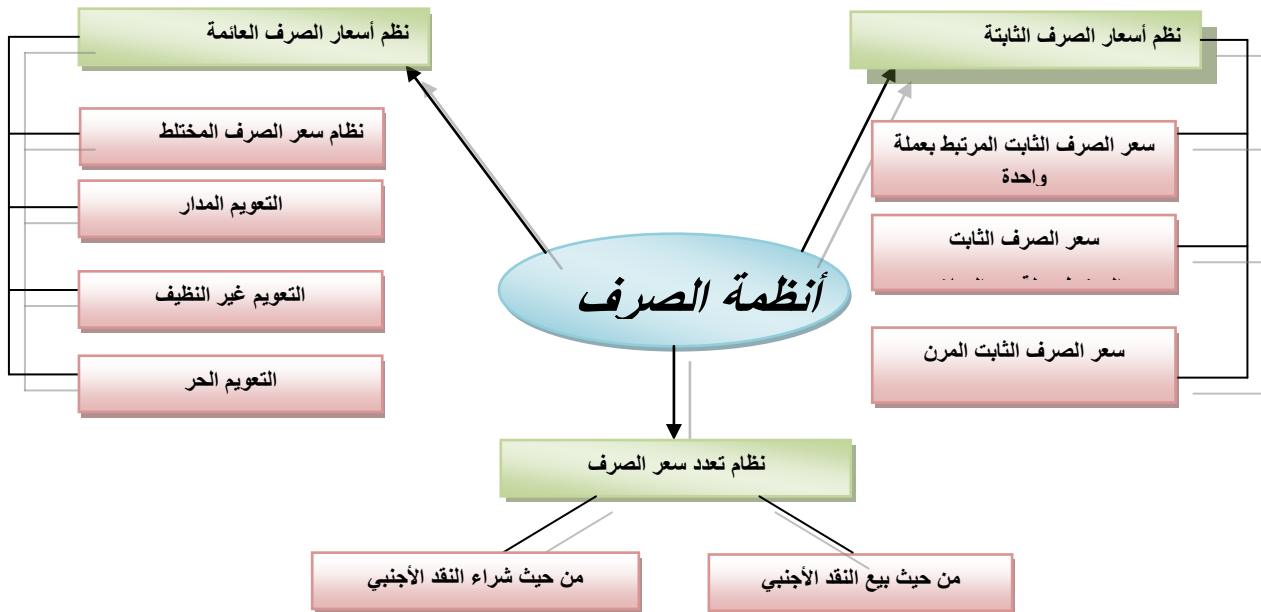 نظم أسعار الصرف الثابتة
سعر الصرف الثابت المرتبط بعملة
واحدة
سعر الصرف الثابت
سعر الصرف الثابت المرن
نظم أسعار الصرف العائمة
نظام سعر الصرف المختلط
التعويم المدار
التعويم غير النظيف
التعويم الحر
أنظمة الصرف
نظام تعدد سعر الصرف
من حيث بيع النقد الأجنبي
من حيث شراء النقد الأجنبي